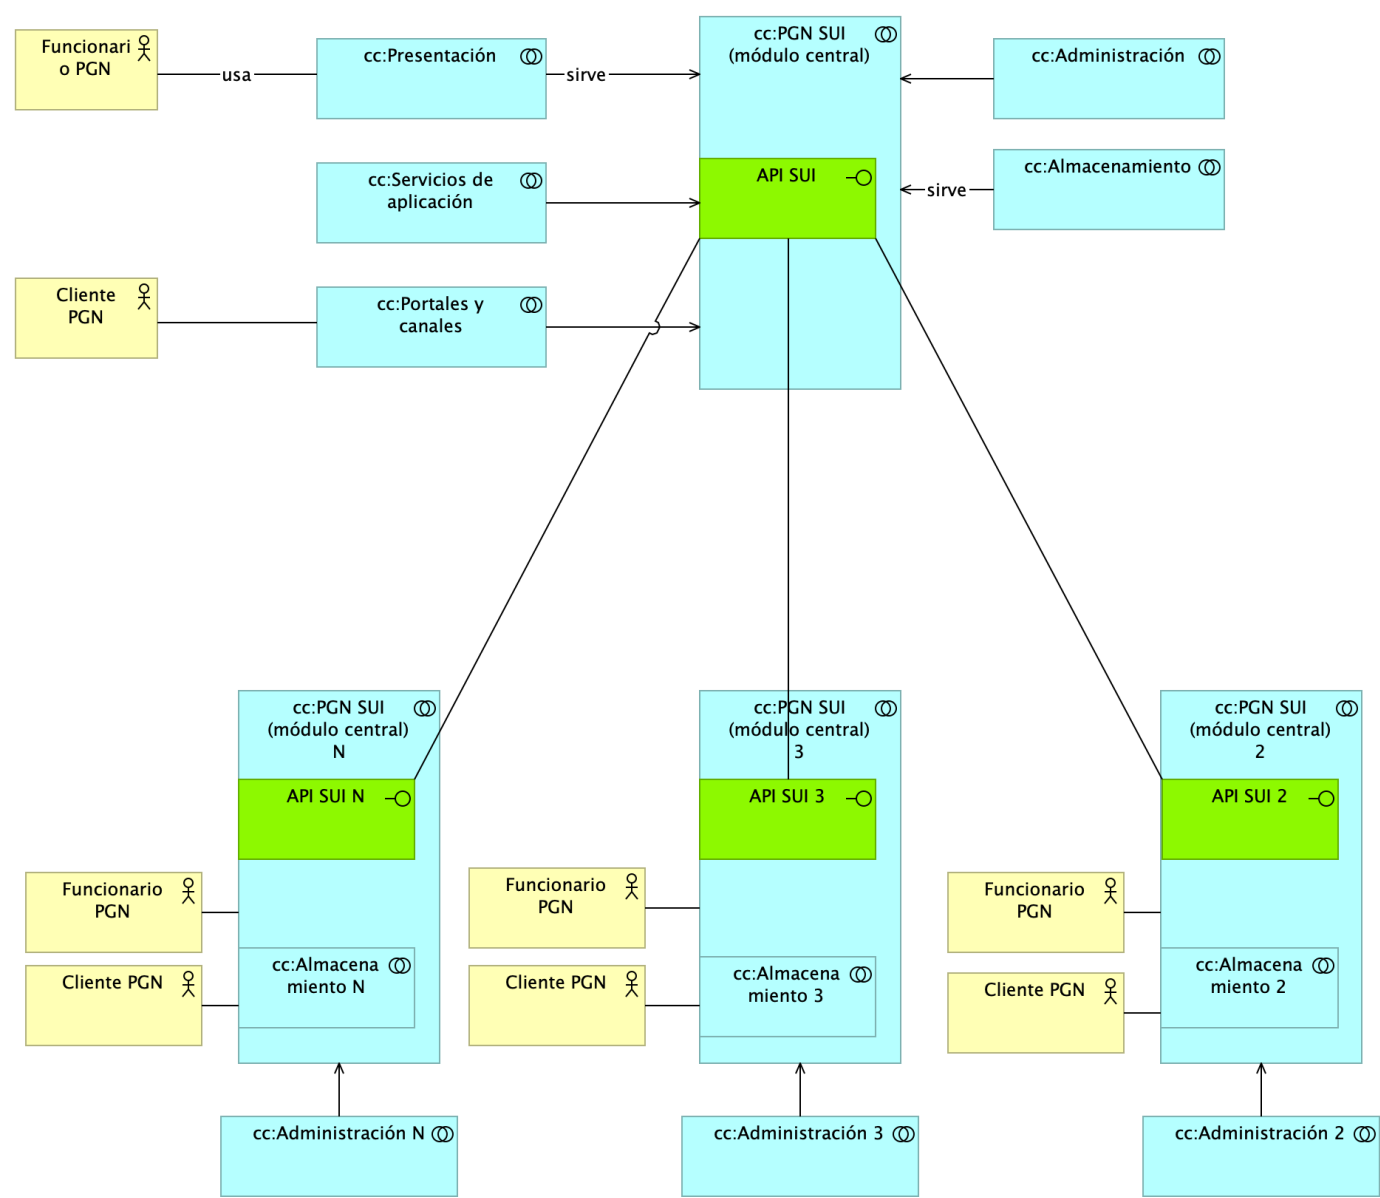 Funcionari
o PGN
usa
cc:Presentación
sirve
cc:PGN SUI
(módulo central)
cc:Administración
cc:Servicios de
aplicación
API SUI
sirve
cc:Almacenamiento
Cliente
PGN
cc:Portales y
canales
cc:PGN SUI
(módulo central)
N
API SUI N
Funcionario
PGN
Cliente PGN
cc:Almacena
miento N
cc:Administración N
cc:PGN SUI
(módulo central)
3
API SUI 3
Funcionario
PGN
Cliente PGN
cc:Almacena
miento 3
cc:Administración 3
cc:PGN SUI
(módulo central)
2
API SUI 2
Funcionario
PGN
Cliente PGN
cc:Almacena
miento 2
cc:Administración 2